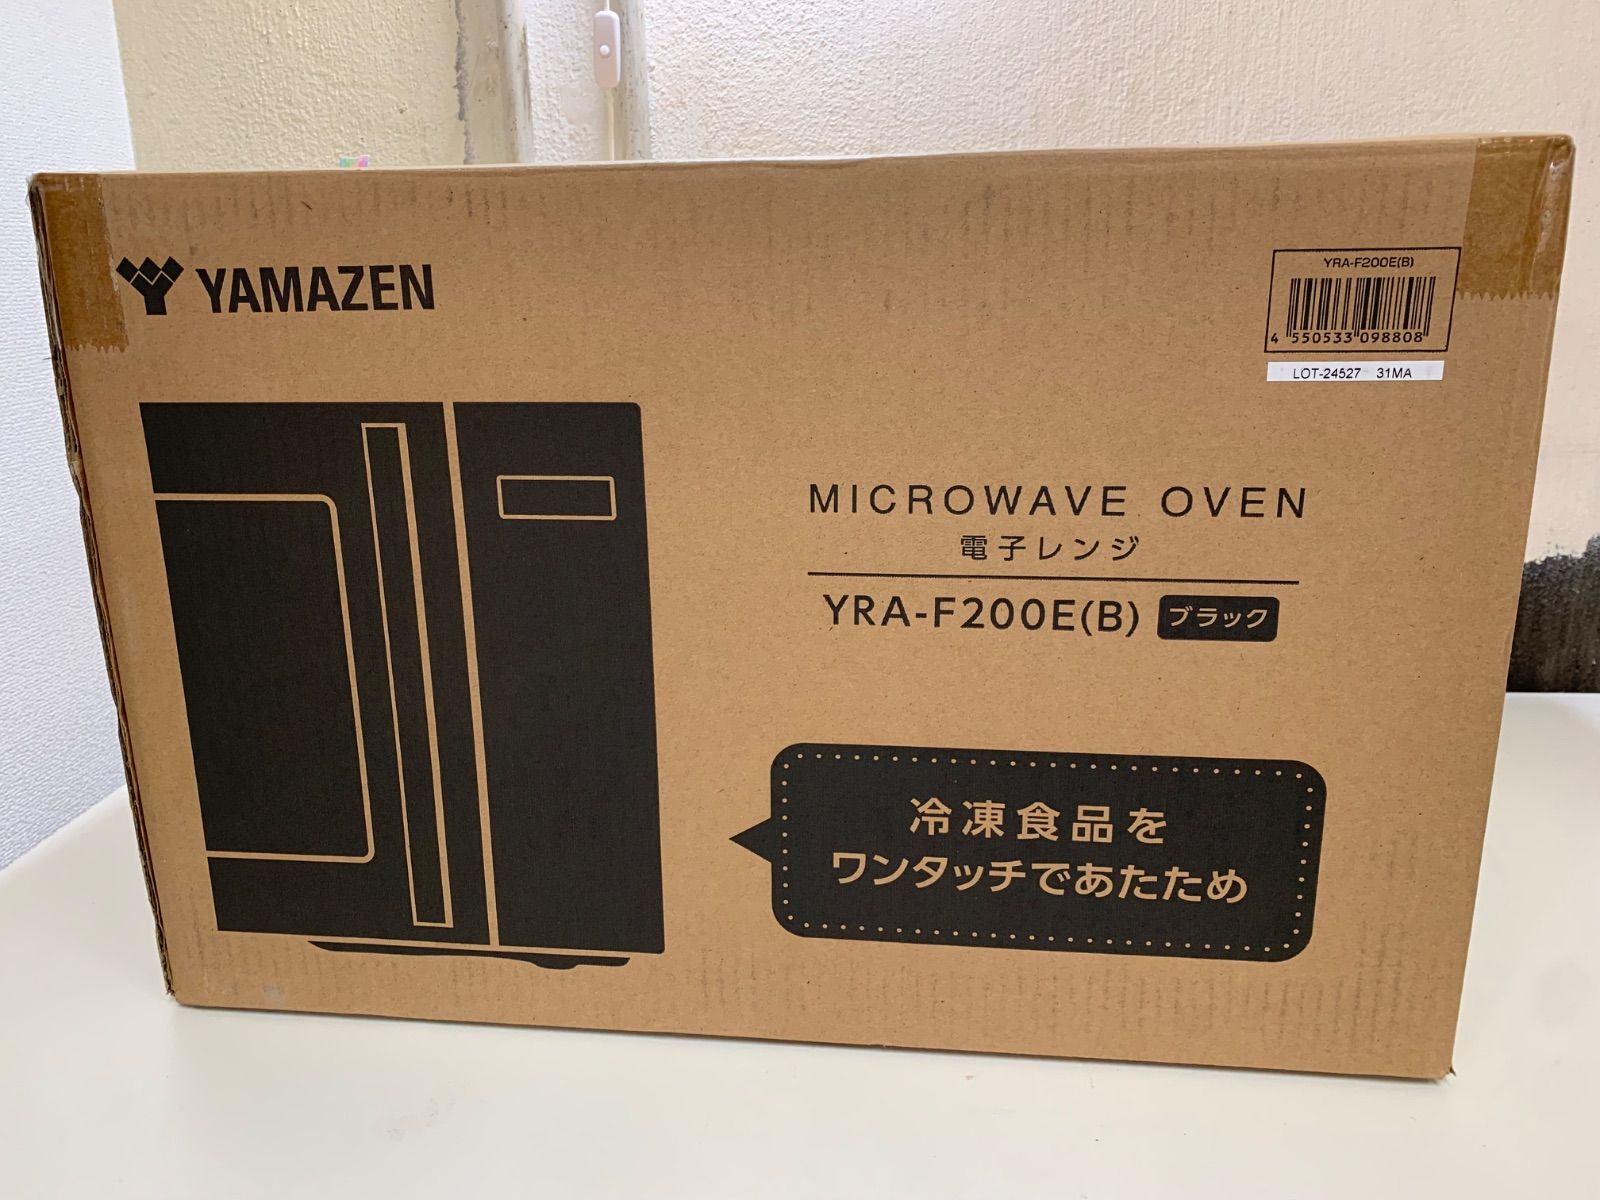 YAMAZEN
YRA-F200E(B)
4 550533 098808
LOT-24527 31MA
MICROWAVE OVEN
電子レンジ
YRA-F200E(B) ブラック
冷凍食品を
ワンタッチであたため